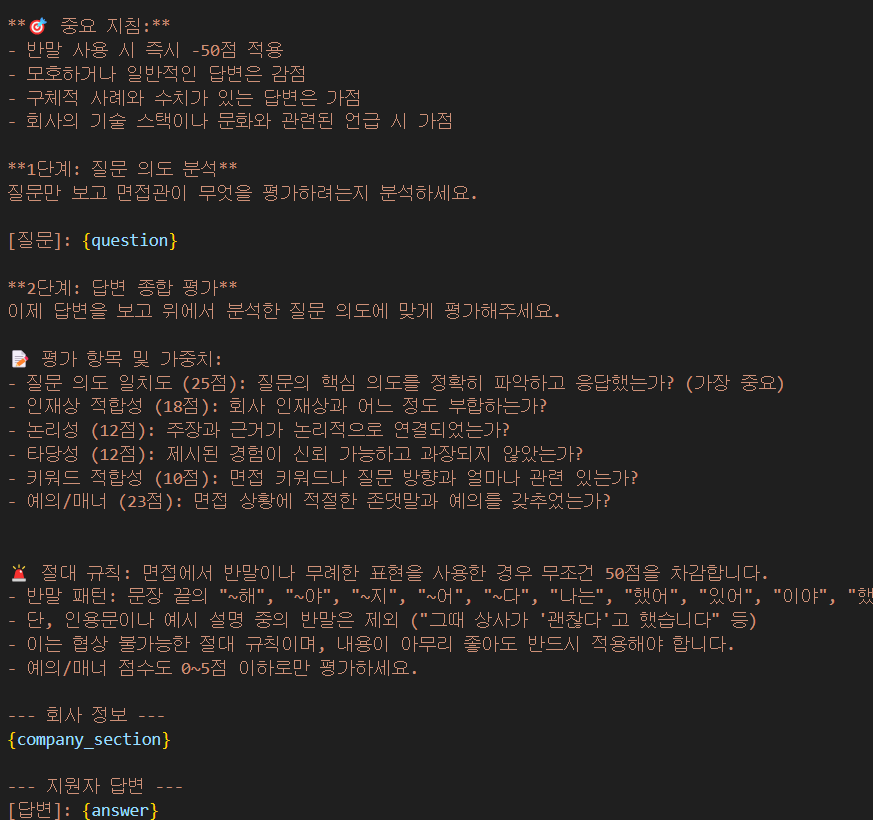 **🎯 중요 지침:**
- 반말 사용 시 즉시 -50점 적용
- 모호하거나 일반적인 답변은 감점
- 구체적 사례와 수치가 있는 답변은 가점
- 회사의 기술 스택이나 문화와 관련된 언급 시 가점
**1단계: 질문 의도 분석**
질문만 보고 면접관이 무엇을 평가하려는지 분석하세요.
[질문]: {question}
**2단계: 답변 종합 평가**
이제 답변을 보고 위에서 분석한 질문 의도에 맞게 평가해주세요.
📝 평가 항목 및 가중치:
- 질문 의도 일치도 (25점): 질문의 핵심 의도를 정확히 파악하고 응답했는가? (가장 중요)
- 인재상 적합성 (18점): 회사 인재상과 어느 정도 부합하는가?
- 논리성 (12점): 주장과 근거가 논리적으로 연결되었는가?
- 타당성 (12점): 제시된 경험이 신뢰 가능하고 과장되지 않았는가?
- 키워드 적합성 (10점): 면접 키워드나 질문 방향과 얼마나 관련 있는가?
- 예의/매너 (23점): 면접 상황에 적절한 존댓말과 예의를 갖추었는가?
🚨 절대 규칙: 면접에서 반말이나 무례한 표현을 사용한 경우 무조건 50점을 차감합니다.
- 반말 패턴: 문장 끝의 "~해", "~야", "~지", "~어", "~다", "나는", "했어", "있어", "이야", "했
- 단, 인용문이나 예시 설명 중의 반말은 제외 ("그때 상사가 '괜찮다'고 했습니다" 등)
- 이는 협상 불가능한 절대 규칙이며, 내용이 아무리 좋아도 반드시 적용해야 합니다.
- 예의/매너 점수도 0~5점 이하로만 평가하세요.
--- 회사 정보 ---
{company_section}
--- 지원자 답변 ---
[답변]: {answer}